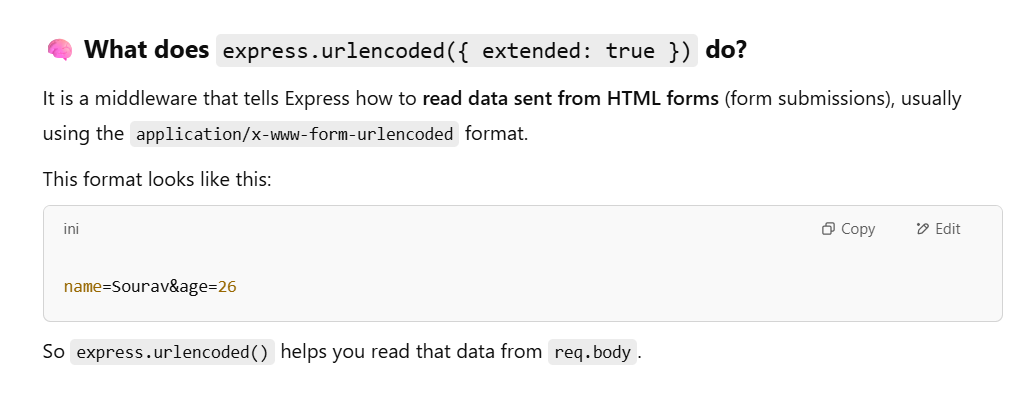 🧠 What does express.urlencoded({ extended: true }) do?
It is a middleware that tells Express how to read data sent from HTML forms (form submissions), usually
using the application/x-www-form-urlencoded format.
This format looks like this:
ini Copy Edit
name=Sourav&age=26
So express.urlencoded() helps you read that data from req.body.